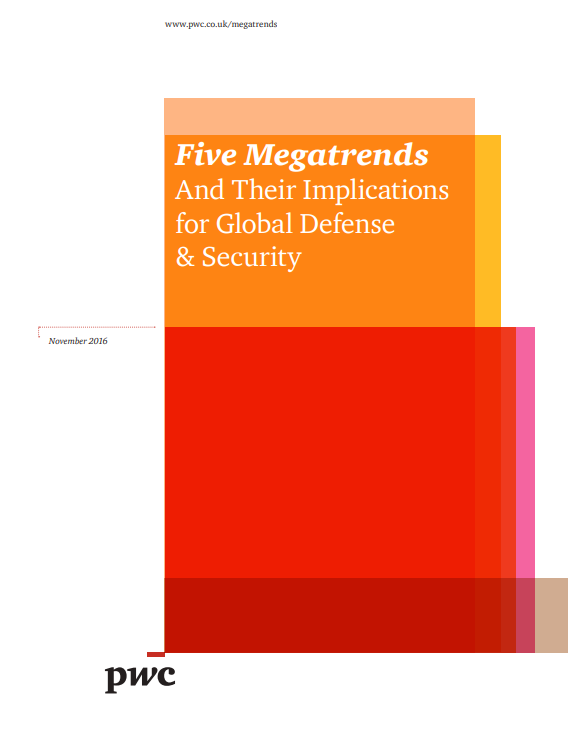 www.pwc.co.uk/megatrends
Five Megatrends
And Their Implications
for Global Defense
& Security
November 2016
pwc